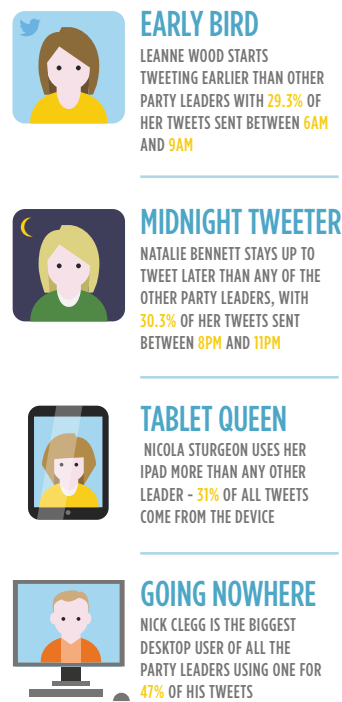 EARLY BIRD
LEANNE WOOD STARTS
TWEETING EARLIER THAN OTHER
PARTY LEADERS WITH 29.3% OF
HER TWEETS SENT BETWEEN 6AM
AND 9AM
MIDNIGHT TWEETER
NATALIE BENNETT STAYS UP TO
TWEET LATER THAN ANY OF THE
OTHER PARTY LEADERS, WITH
30.3% OF HER TWEETS SENT
BETWEEN 8PM AND 11PM
TABLET QUEEN
NICOLA STURGEON USES HER
IPAD MORE THAN ANY OTHER
LEADER - 31% OF ALL TWEETS
COME FROM THE DEVICE
GOING NOWHERE
NICK CLEGG IS THE BIGGEST
DESKTOP USER OF ALL THE
PARTY LEADERS USING ONE FOR
47% OF HIS TWEETS